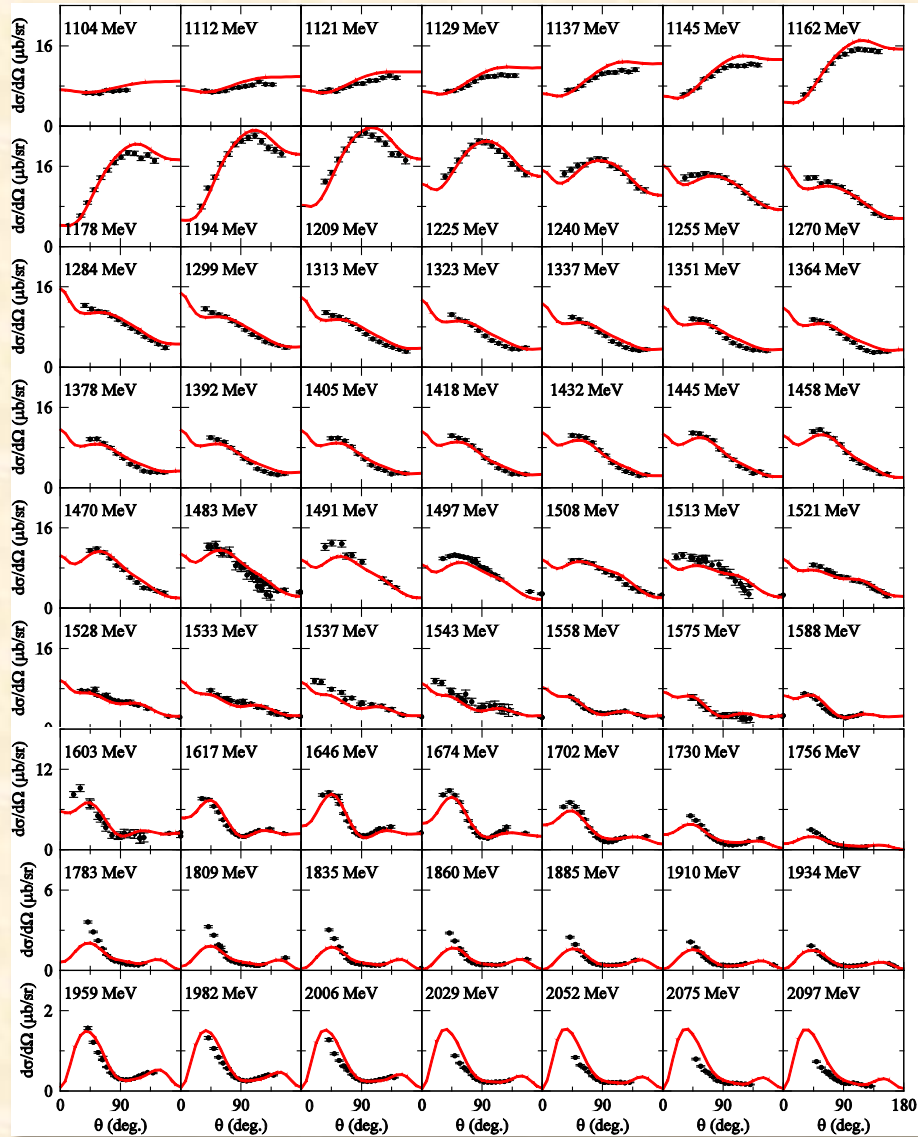 dσ/dΩ (μb/sr) 16 0 1104 MeV 1112 MeV 1121 MeV 1129 MeV 1137 MeV 1145 MeV 1162 MeV
dσ/dΩ (μb/sr) 16 0 1178 MeV 1194 MeV 1209 MeV 1225 MeV 1240 MeV 1255 MeV 1270 MeV
dσ/dΩ (μb/sr) 16 0 1284 MeV 1299 MeV 1313 MeV 1323 MeV 1337 MeV 1351 MeV 1364 MeV
dσ/dΩ (μb/sr) 16 0 1378 MeV 1392 MeV 1405 MeV 1418 MeV 1432 MeV 1445 MeV 1458 MeV
dσ/dΩ (μb/sr) 16 0 1470 MeV 1483 MeV 1491 MeV 1497 MeV 1508 MeV 1513 MeV 1521 MeV
dσ/dΩ (μb/sr) 16 0 1528 MeV 1533 MeV 1537 MeV 1543 MeV 1558 MeV 1575 MeV 1588 MeV
dσ/dΩ (μb/sr) 12 0 1603 MeV 1617 MeV 1646 MeV 1674 MeV 1702 MeV 1730 MeV 1756 MeV
dσ/dΩ (μb/sr) 6 0 1783 MeV 1809 MeV 1835 MeV 1860 MeV 1885 MeV 1910 MeV 1934 MeV
dσ/dΩ (μb/sr) 2 0 1959 MeV 1982 MeV 2006 MeV 2029 MeV 2052 MeV 2075 MeV 2097 MeV
0 90 0 90 0 90 0 90 0 90 0 90 0 90 180
θ (deg.) θ (deg.) θ (deg.) θ (deg.) θ (deg.) θ (deg.) θ (deg.)